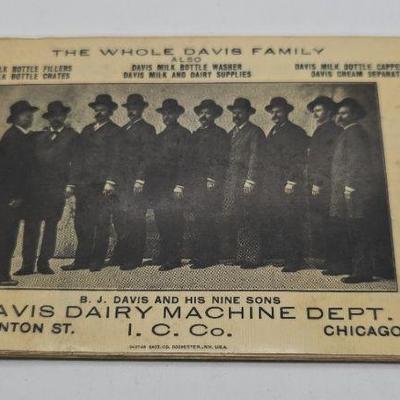 THE WHOLE DAVIS FAMILY
ALSO
LK BOTTLE FILLERS DAVIS MILK BOTTLE WASHER DAVIS MILK BOTTLE CAPPE
K BOTTLE CRATES DAVIS MILK AND DAIRY SUPPLIES DAVIS CREAM SEPARAT
B. J. DAVIS AND HIS NINE SONS
AVIS DAIRY MACHINE DEPT.
NTON ST. I. C. Co. CHICAGO
ROCHESTER, N.Y. U.S.A.